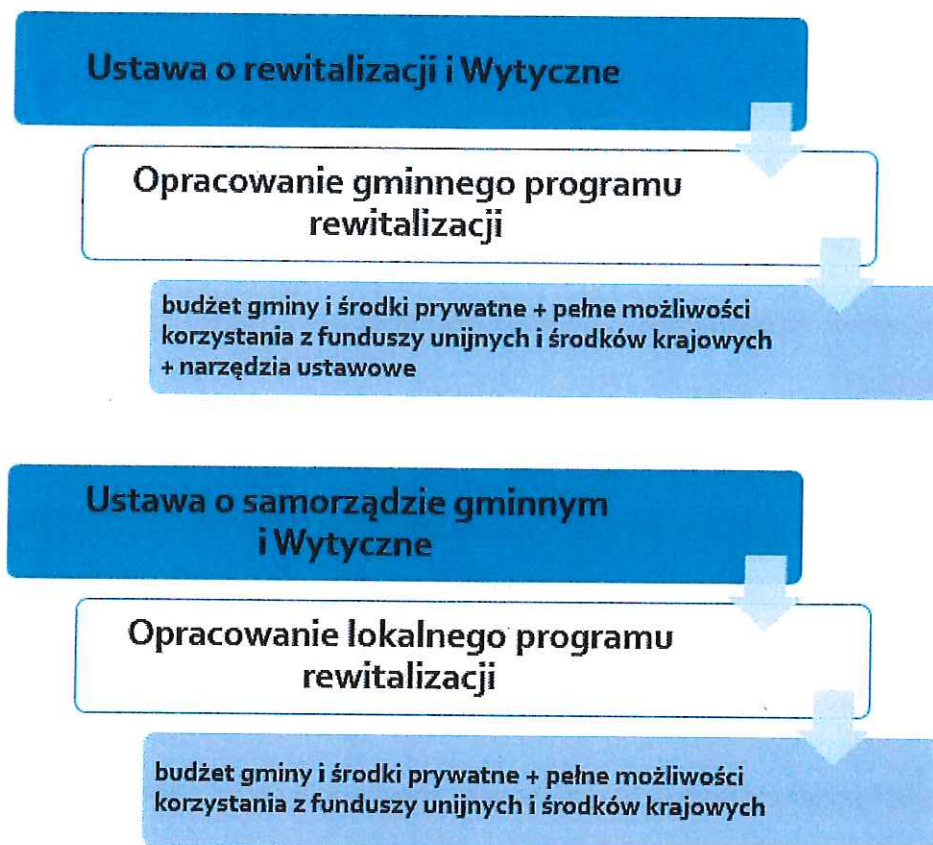 Ustawa o rewitalizacji i Wytyczne
Opracowanie gminnego programu
rewitalizacji
budżet gminy i środki prywatne + pełne możliwości
korzystania z funduszy unijnych i środków krajowych
+ narzędzia ustawowe
Ustawa o samorządzie gminnym
i Wytyczne
Opracowanie lokalnego programu
rewitalizacji
budżet gminy i środki prywatne + pełne możliwości
korzystania z funduszy unijnych i środków krajowych